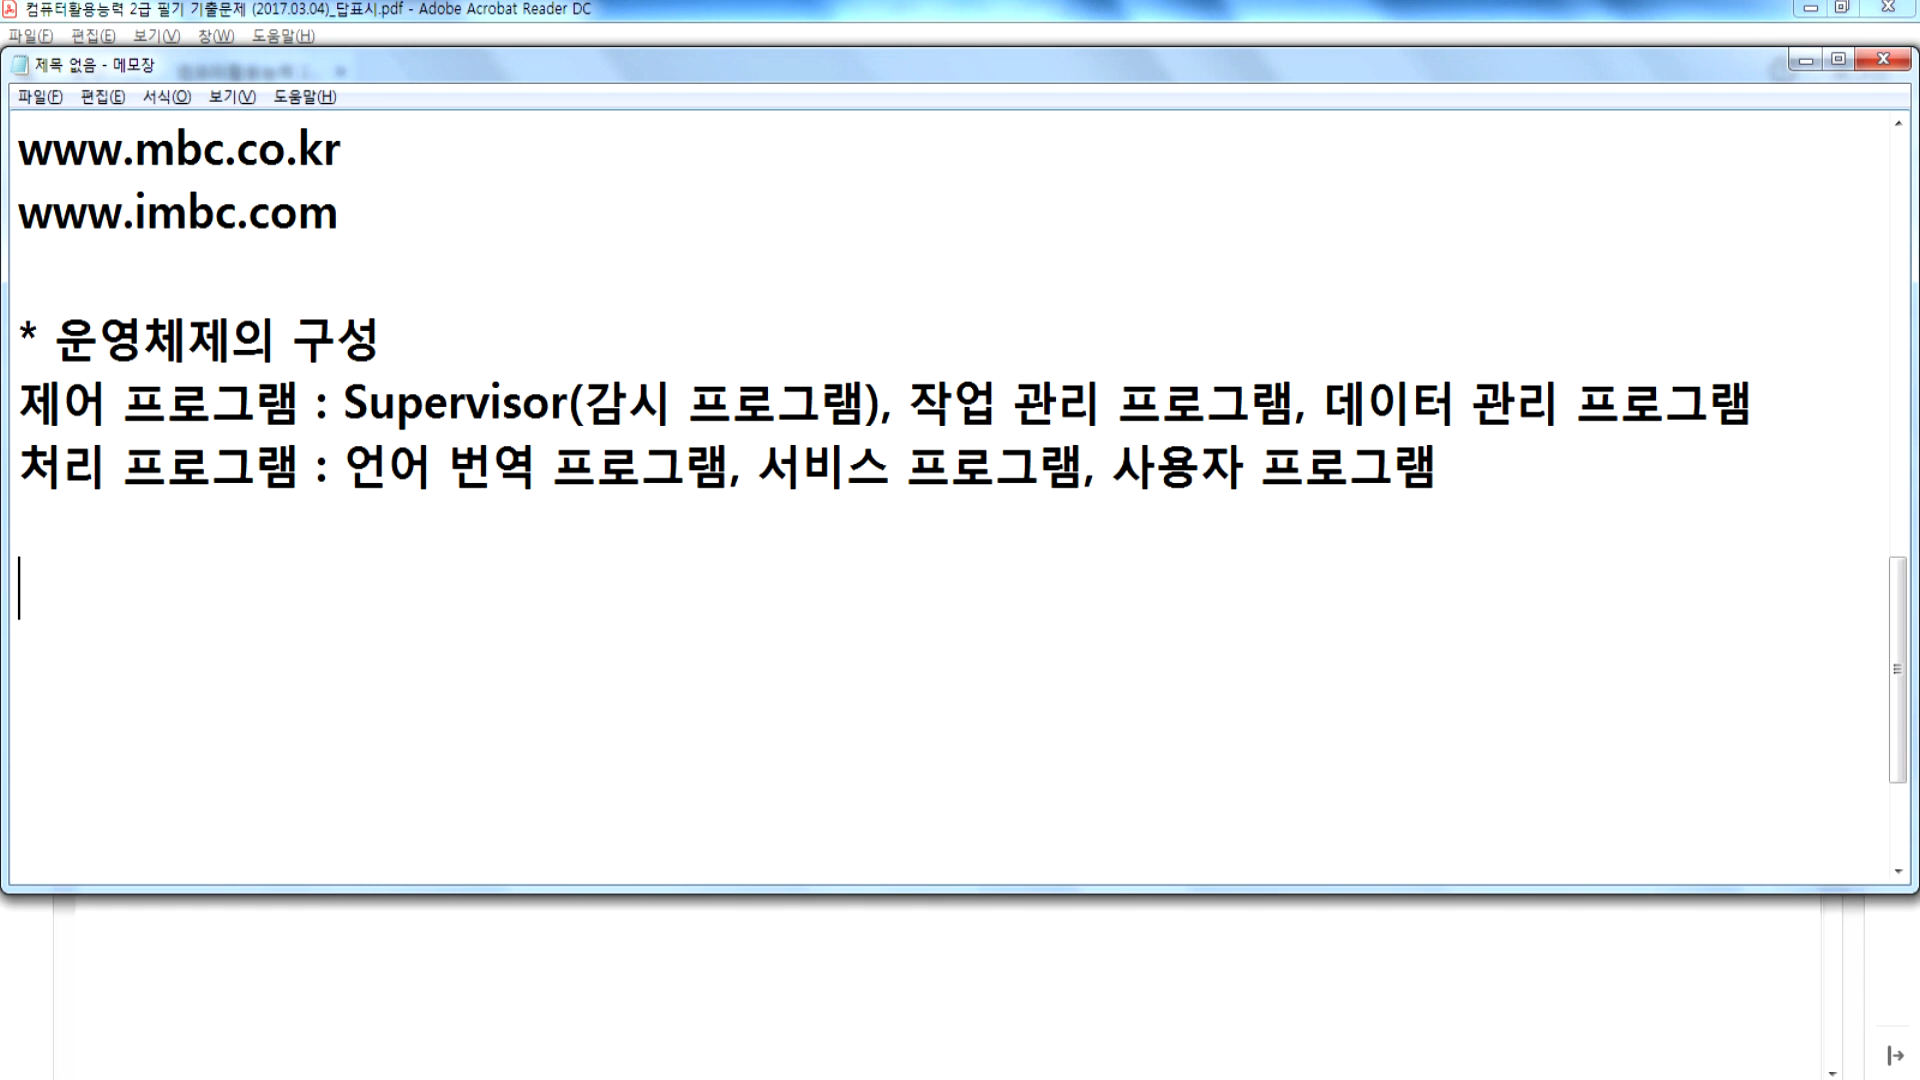 컴퓨터활용능력 2급 필기 기출문제 (2017.03.04)_답표시.pdf - Adobe Acrobat Reader DC
파일(F) 편집(E) 보기(V) 창(W) 도움말(H)
제목 없음 - 메모장
파일(F) 편집(E) 서식(O) 보기(V) 도움말(H)
www.mbc.co.kr
www.imbc.com
* 운영체제의 구성
제어 프로그램 : Supervisor(감시 프로그램), 작업 관리 프로그램, 데이터 관리 프로그램
처리 프로그램 : 언어 번역 프로그램, 서비스 프로그램, 사용자 프로그램